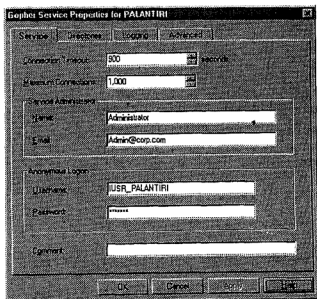 Gopher Service Properties for PALANTIRI
Service Directories Logging Advanced
Connection Timeout: 900 seconds
Maximum Connections: 1,000
Service Administrator
Name: Administrator
Email: Admin@corp.com
Anonymous Logon
Username: IUSR_PALANTIRI
Password: *******
Comment:
OK Cancel Apply Help